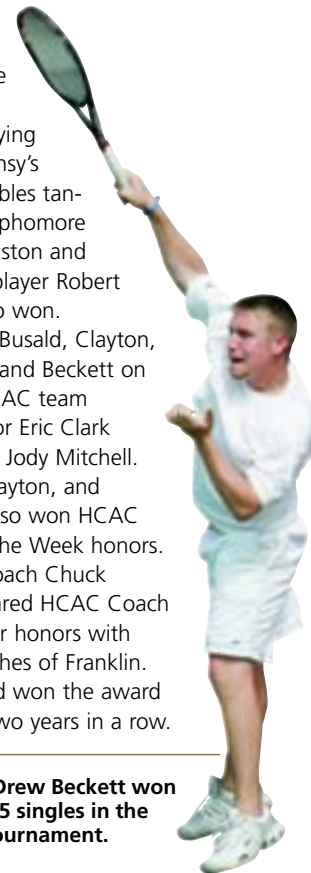 e
ying
nsy's
bles tan-
phomore
ston and
player Robert
o won.
Busald, Clayton,
and Beckett on
AC team
or Eric Clark
Jody Mitchell.
ayton, and
so won HCAC
he Week honors.
oach Chuck
ared HCAC Coach
r honors with
hes of Franklin.
d won the award
wo years in a row.
Drew Beckett won
5 singles in the
ournament.